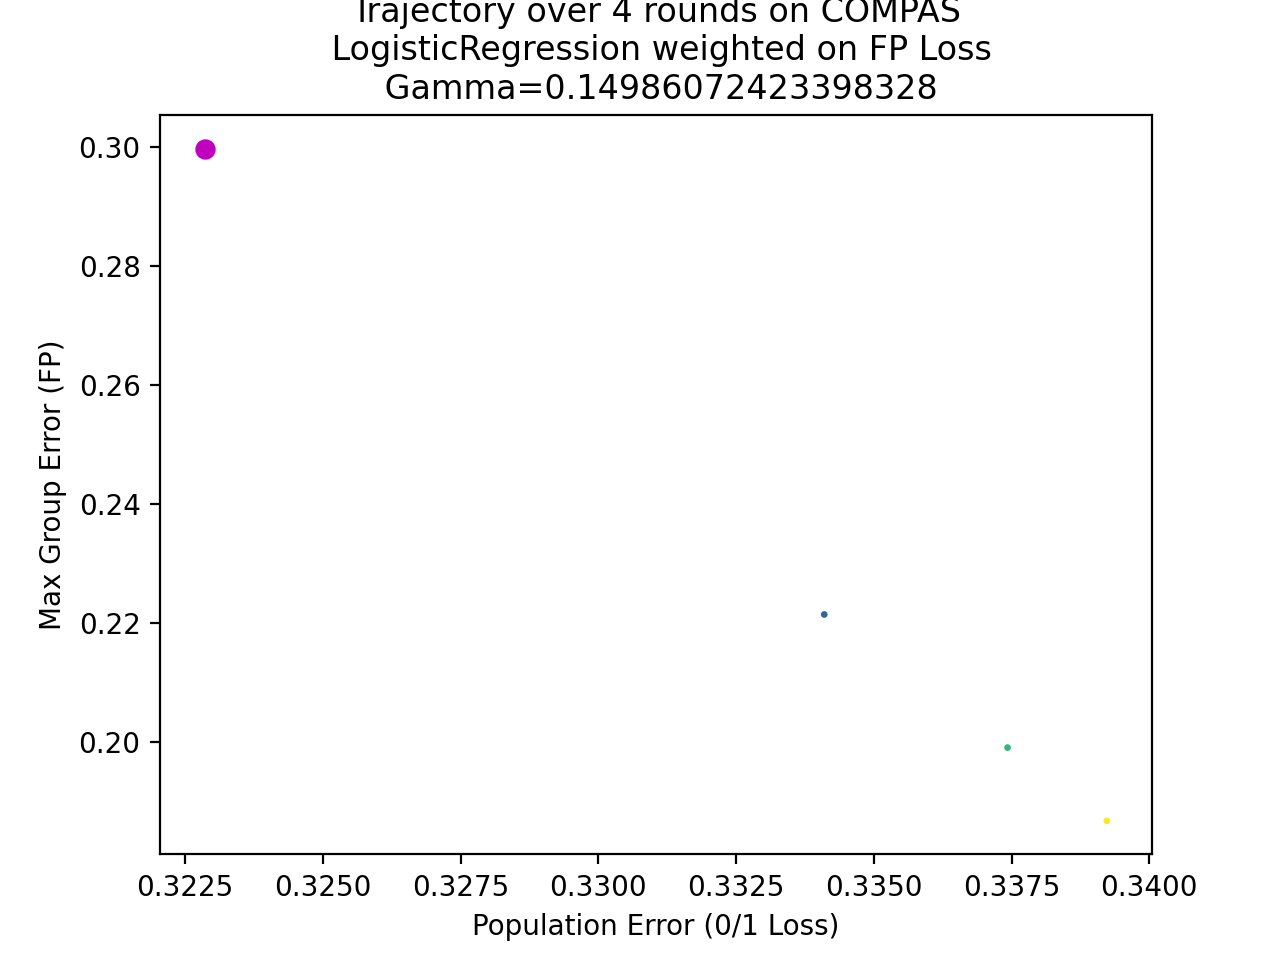 Trajectory over 4 rounds on COMPAS
LogisticRegression weighted on FP Loss
Gamma=0.14986072423398328
0.30
0.28
0.26
0.24
0.22
0.20
Max Group Error (FP)
0.3225 0.3250 0.3275 0.3300 0.3325 0.3350 0.3375 0.3400
Population Error (0/1 Loss)